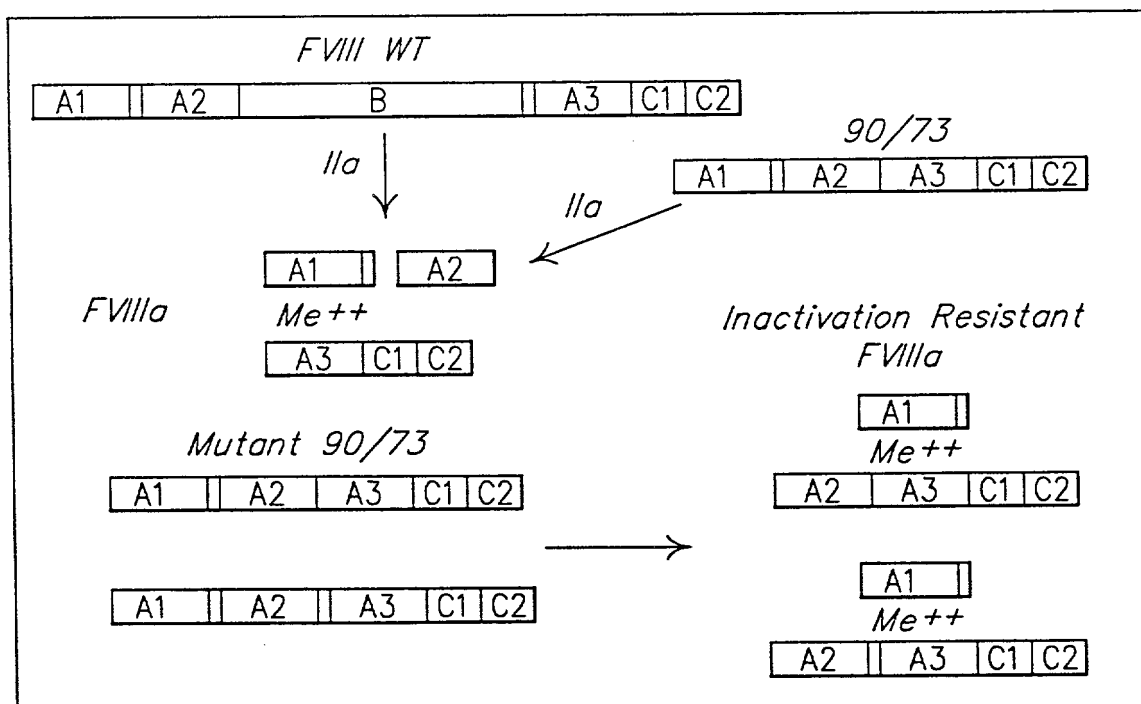 FVIII WT
A1 A2 B A3 C1 C2
IIa
90/73
A1 A2 A3 C1 C2
IIa
A1 A2
FVIIIa
Me++
A3 C1 C2
Inactivation Resistant
FVIIIa
A1
Me++
A2 A3 C1 C2
A1
Me++
A2 A3 C1 C2
Mutant 90/73
A1 A2 A3 C1 C2
A1 A2 A3 C1 C2